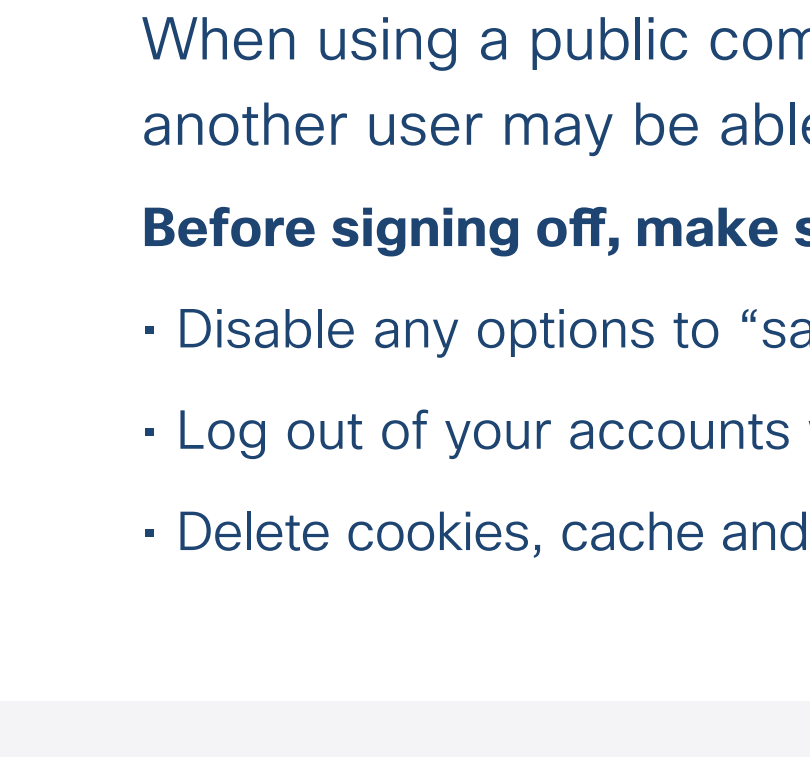 When using a public com
another user may be able
Before signing off, make s
· Disable any options to “sa
· Log out of your accounts
· Delete cookies, cache and